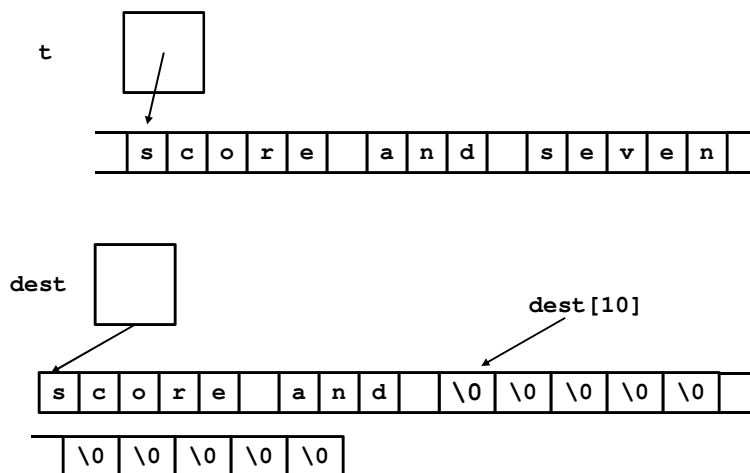 t
s c o r e a n d s e v e n
dest
dest[10]
s c o r e a n d \0 \0 \0 \0 \0
\0 \0 \0 \0 \0